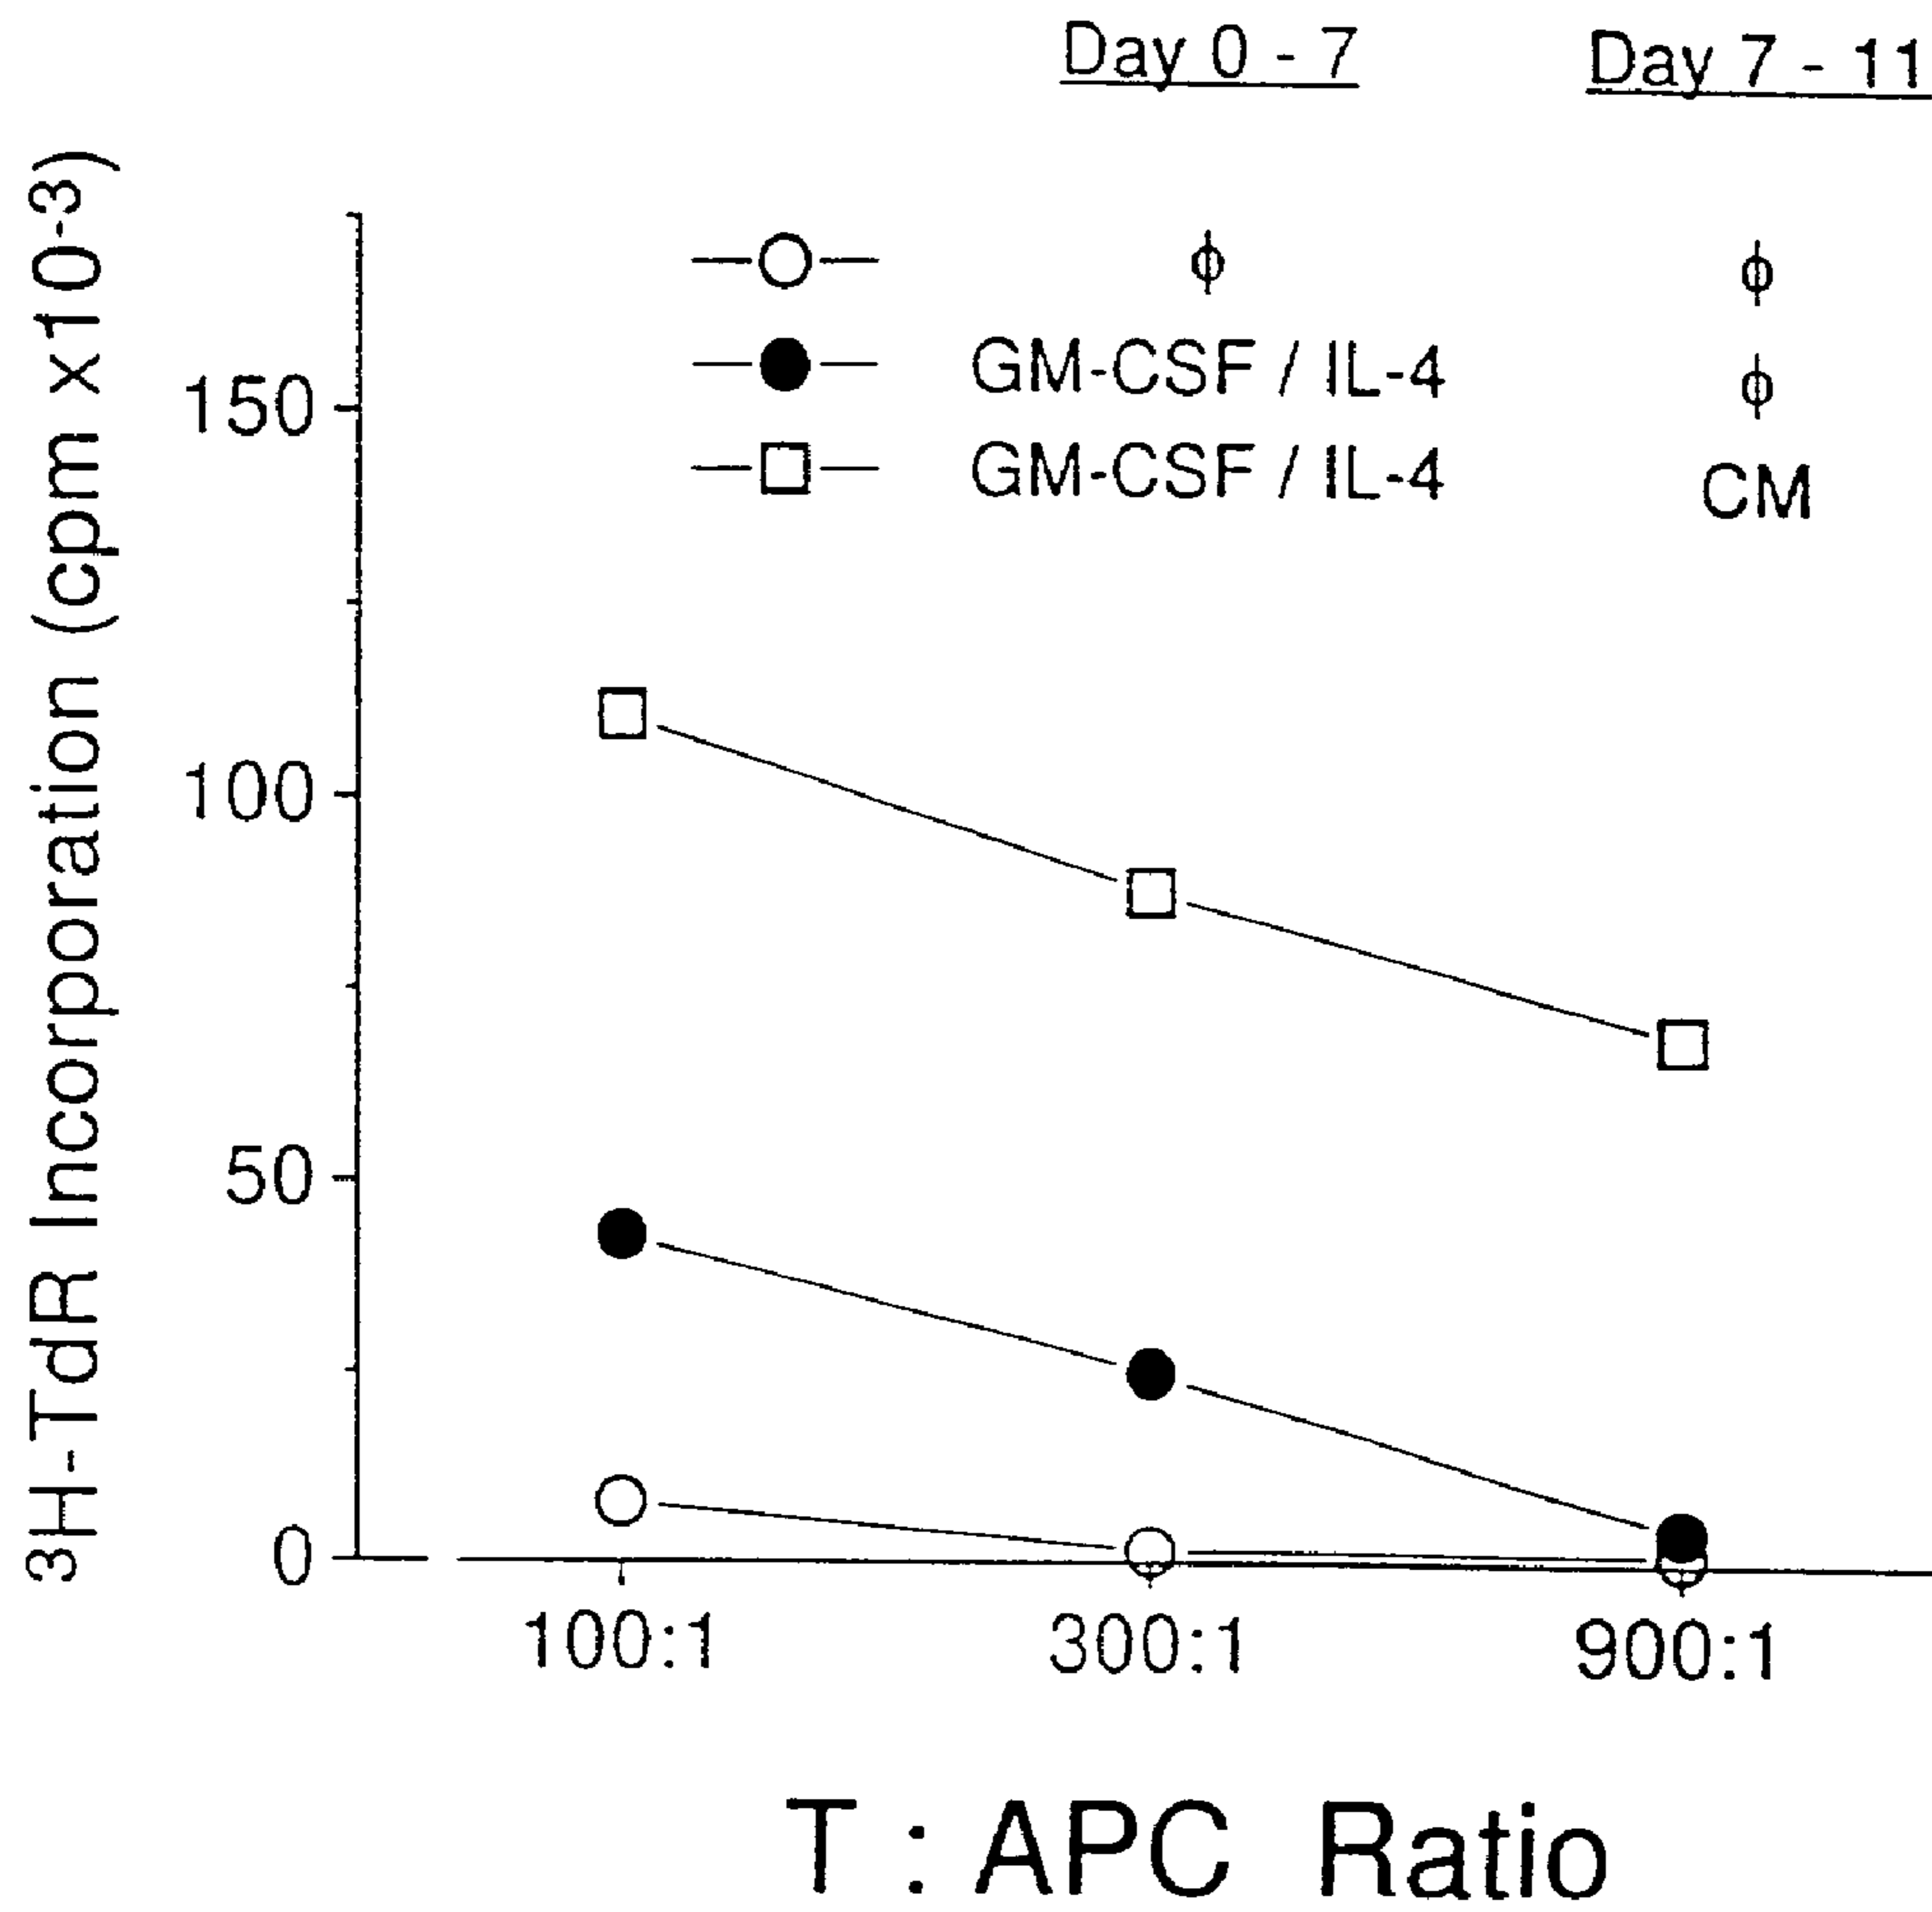 Day 0 - 7
Day 7 - 11
ϕ ϕ
GM-CSF / IL-4 ϕ
GM-CSF / IL-4 CM
3H-TdR Incorporation (cpm x10-3)
150
100
50
0
100:1
300:1
900:1
T : APC Ratio